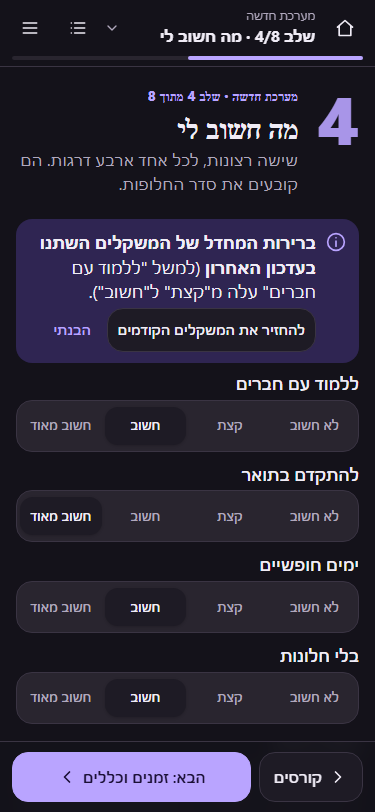 מערכת חדשה
שלב 4/8 • מה חשוב לי
4
מערכת חדשה • שלב 4 מתוך 8
מה חשוב לי
שישה רצונות, לכל אחד ארבע דרגות. הם
קובעים את סדר החלופות.
ברירות המחדל של המשקלים השתנו
בעדכון האחרון (למשל "ללמוד עם
חברים" עלה מ"קצת" ל"חשוב").
להחזיר את המשקלים הקודמים
הבנתי
ללמוד עם חברים
לא חשוב קצת חשוב חשוב מאוד
להתקדם בתואר
לא חשוב קצת חשוב חשוב מאוד
ימים חופשיים
לא חשוב קצת חשוב חשוב מאוד
בלי חלונות
לא חשוב קצת חשוב חשוב מאוד
קורסים
הבא: זמנים וכללים